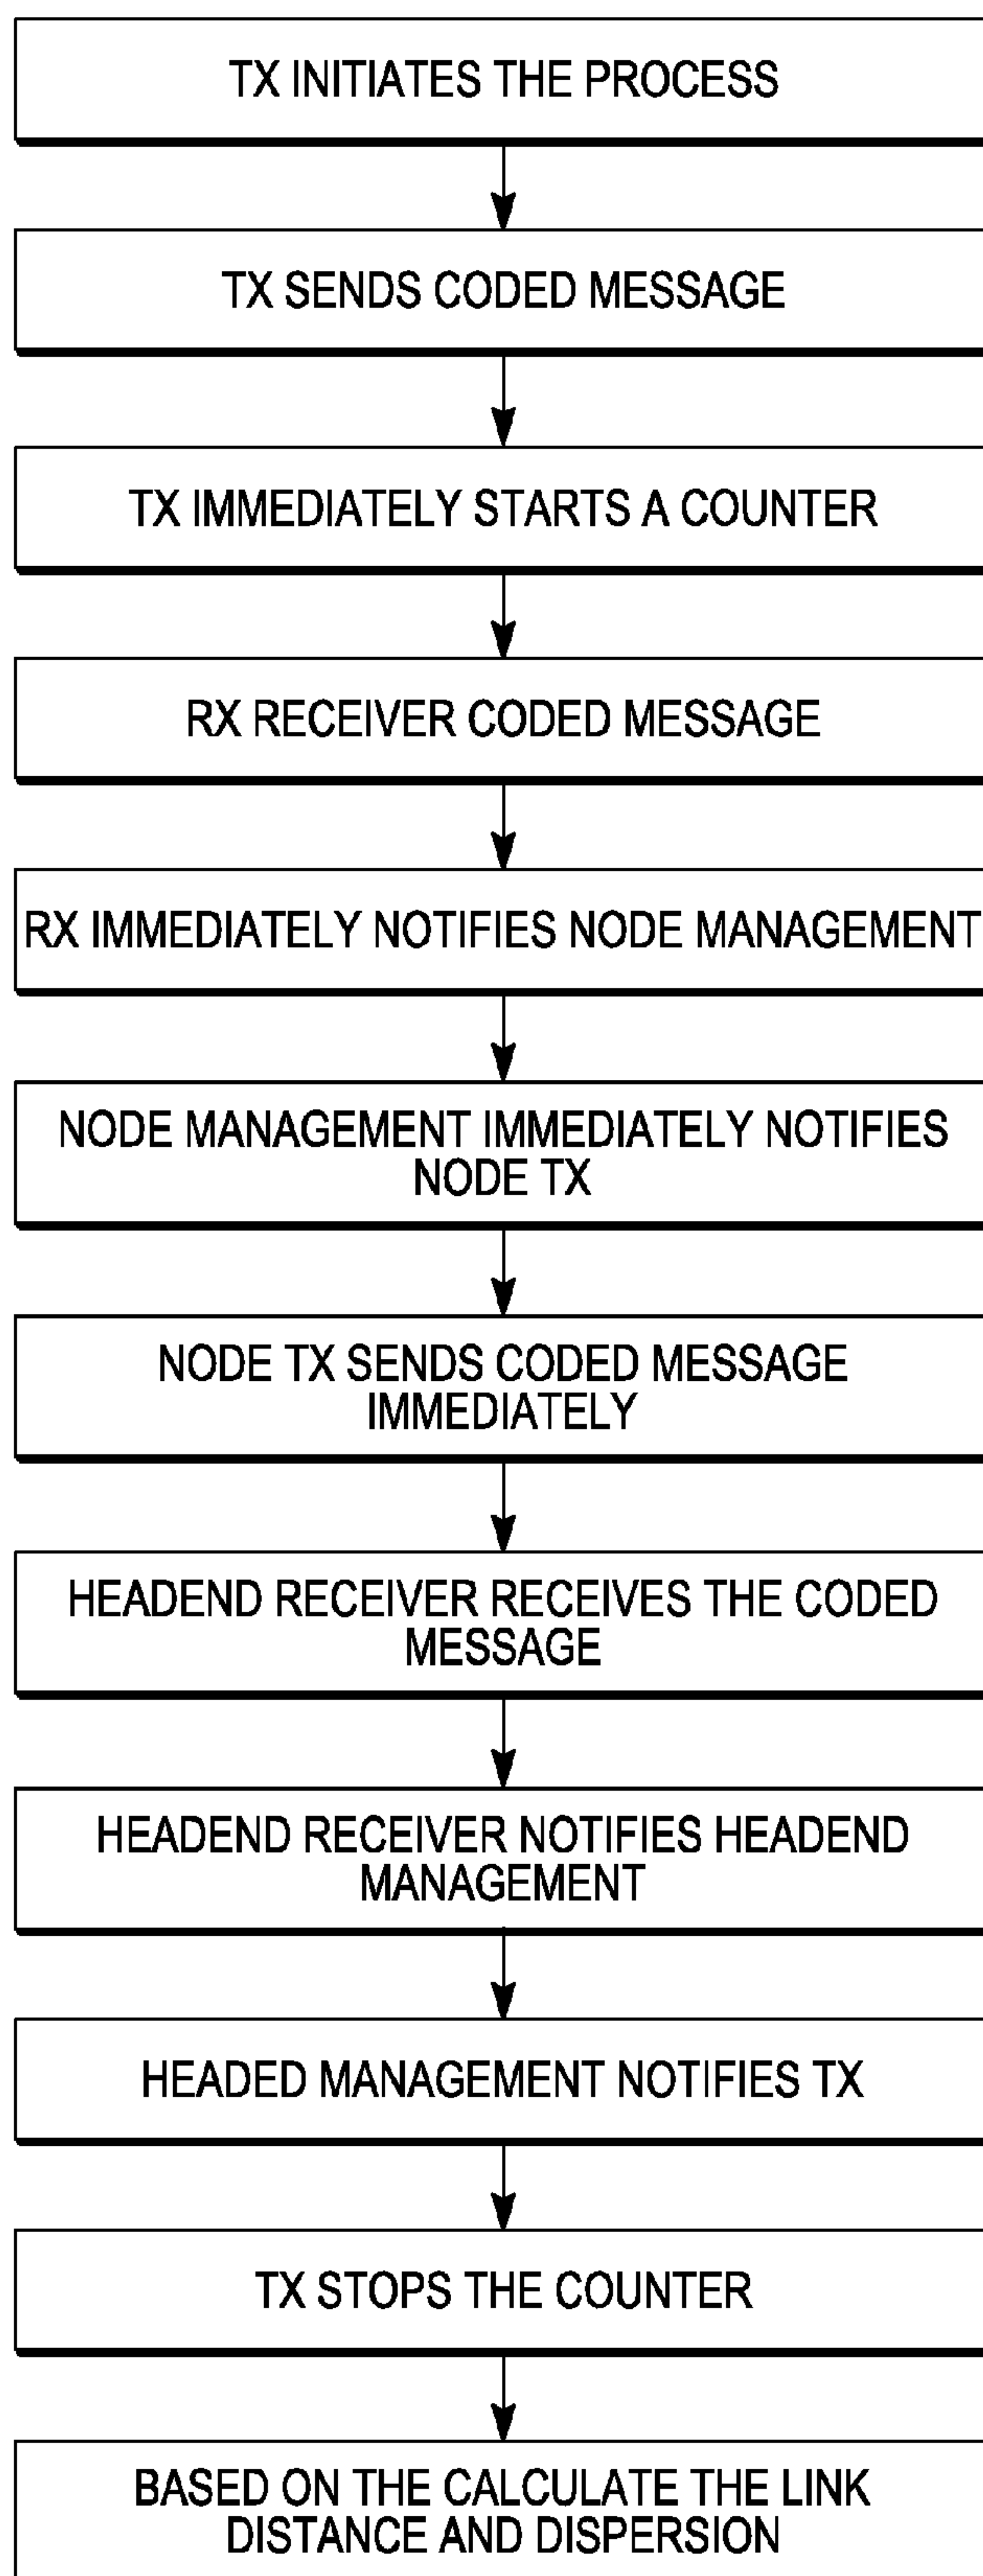 TX INITIATES THE PROCESS
TX SENDS CODED MESSAGE
TX IMMEDIATELY STARTS A COUNTER
RX RECEIVER CODED MESSAGE
RX IMMEDIATELY NOTIFIES NODE MANAGEMENT
NODE MANAGEMENT IMMEDIATELY NOTIFIES
NODE TX
NODE TX SENDS CODED MESSAGE
IMMEDIATELY
HEADEND RECEIVER RECEIVES THE CODED
MESSAGE
HEADEND RECEIVER NOTIFIES HEADEND
MANAGEMENT
HEADED MANAGEMENT NOTIFIES TX
TX STOPS THE COUNTER
BASED ON THE CALCULATE THE LINK
DISTANCE AND DISPERSION